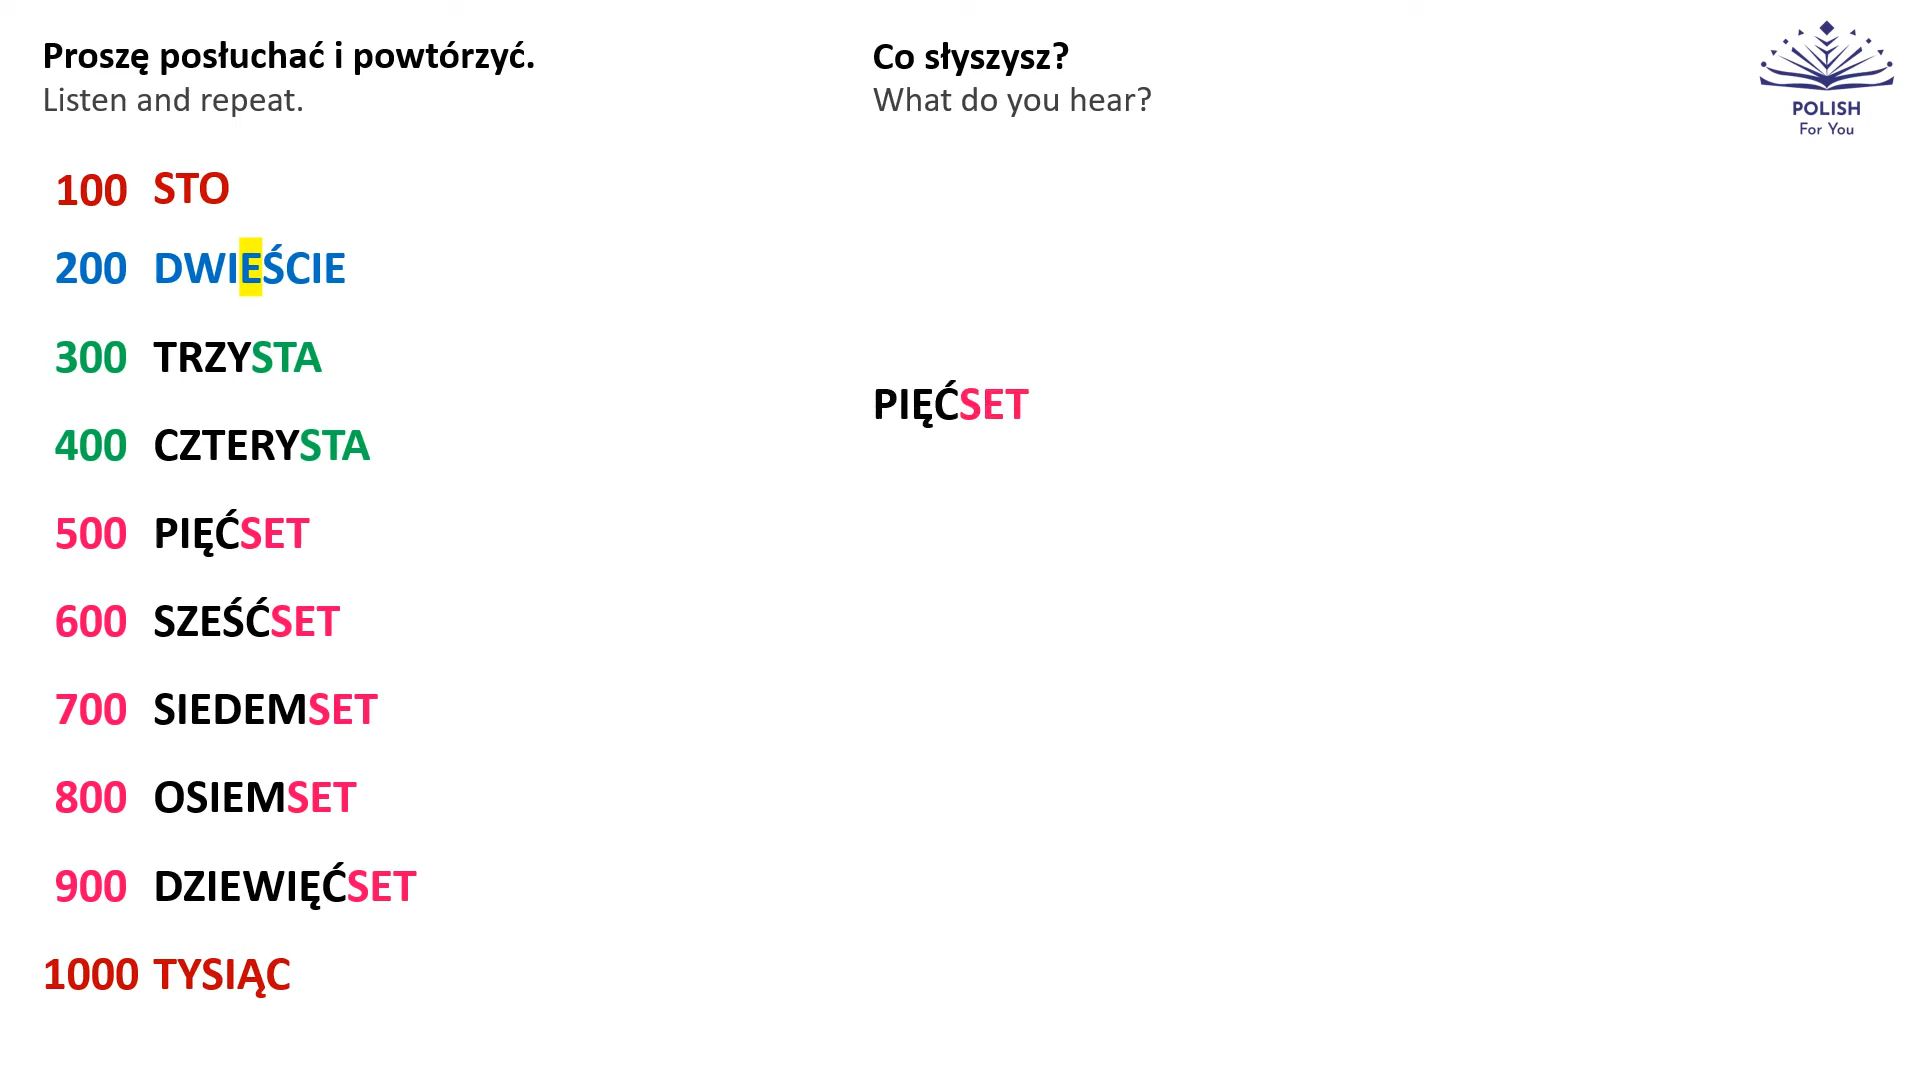 Proszę posłuchać i powtórzyć.
Listen and repeat.
100 STO
200 DWIEŚCIE
300 TRZYSTA
400 CZTERYSTA
500 PIĘĆSET
600 SZEŚĆSET
700 SIEDEMSET
800 OSIEMSET
900 DZIEWIĘĆSET
1000 TYSIĄC
Co słyszysz?
What do you hear?
PIĘĆSET
POLISH
For You